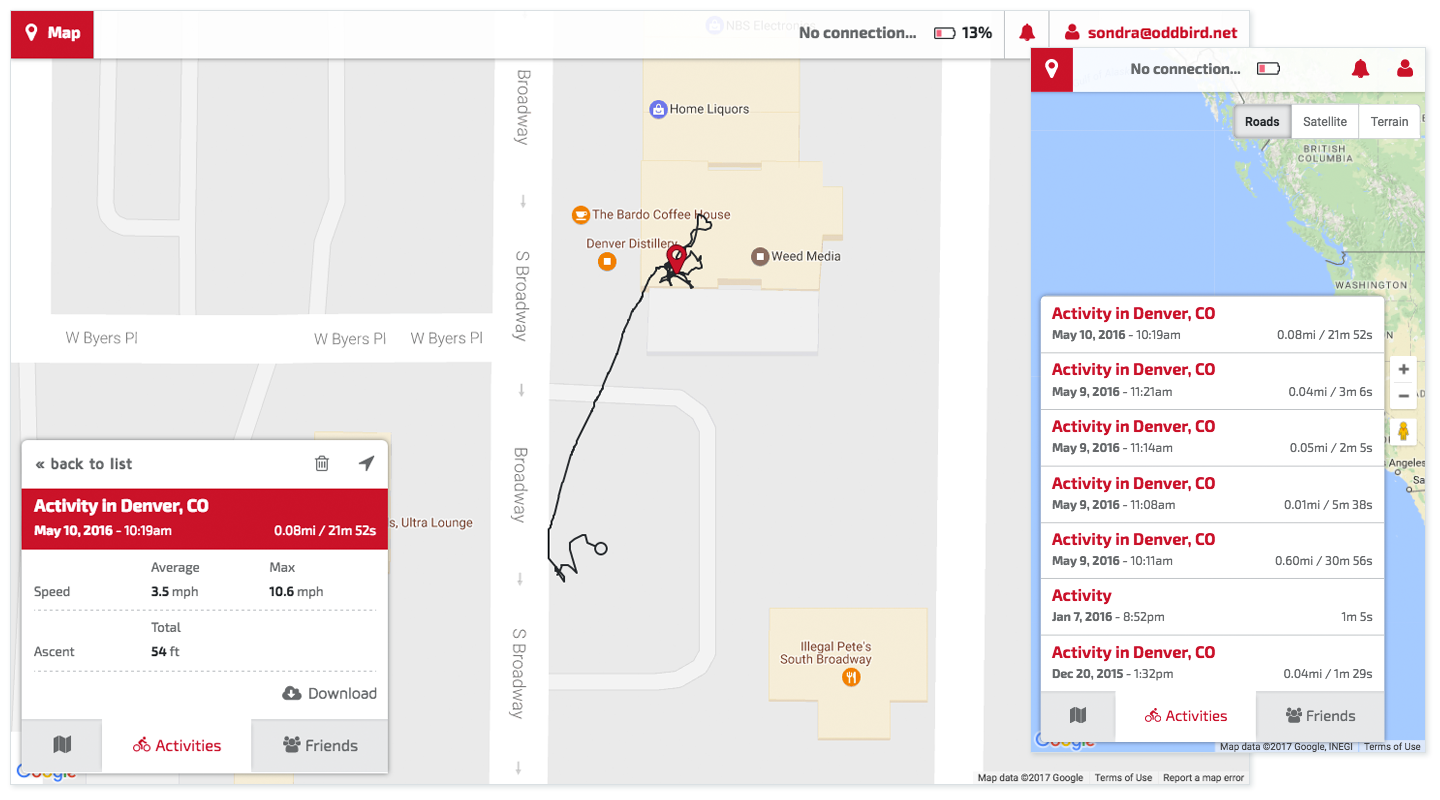 Map
No connection...
13%
sondra@oddbird.net
NBS Electronics
Broadway
Home Liquors
The Bardo Coffee House
Denver Distillery
Weed Media
S Broadway
W Byers Pl
W Byers Pl
W Byers Pl
Broadway
s, Ultra Lounge
S Broadway
Illegal Pete's
South Broadway
« back to list
Activity in Denver, CO
May 10, 2016 - 10:19am 0.08mi / 21m 52s
Average Max
Speed 3.5 mph 10.6 mph
Total
Ascent 54 ft
Download
Activities
Friends
Google
Map data ©2017 Google Terms of Use Report a map error
No connection...
Roads Satellite Terrain
BRITISH
COLUMBIA
WASHINGTON
Activity in Denver, CO
May 10, 2016 - 10:19am 0.08mi / 21m 52s
Activity in Denver, CO
May 9, 2016 - 11:21am 0.04mi / 3m 6s
Activity in Denver, CO
May 9, 2016 - 11:14am 0.05mi / 2m 5s
Activity in Denver, CO
May 9, 2016 - 11:08am 0.01mi / 5m 38s
Activity in Denver, CO
May 9, 2016 - 10:11am 0.60mi / 30m 56s
Activity
Jan 7, 2016 - 8:52pm 1m 5s
Activity in Denver, CO
Dec 20, 2015 - 1:32pm 0.04mi / 1m 29s
+
−
Angeles
Sa
Activities
Friends
Google
Map data ©2017 Google, INEGI Terms of Use